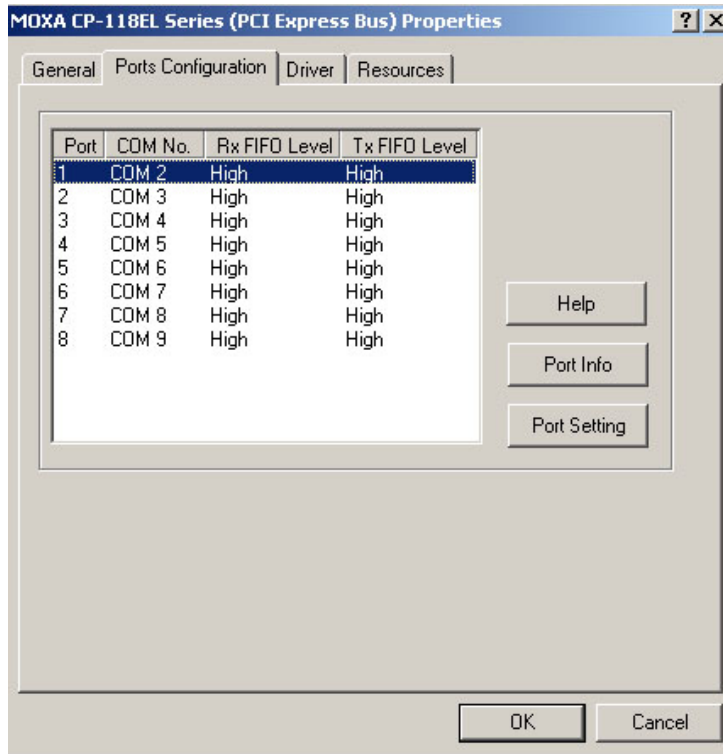 MOXA CP-118EL Series (PCI Express Bus) Properties ? X
General Ports Configuration Driver Resources
Port COM No. Rx FIFO Level Tx FIFO Level
1 COM 2 High High
2 COM 3 High High
3 COM 4 High High
4 COM 5 High High
5 COM 6 High High
6 COM 7 High High
7 COM 8 High High
8 COM 9 High High
Help
Port Info
Port Setting
OK Cancel